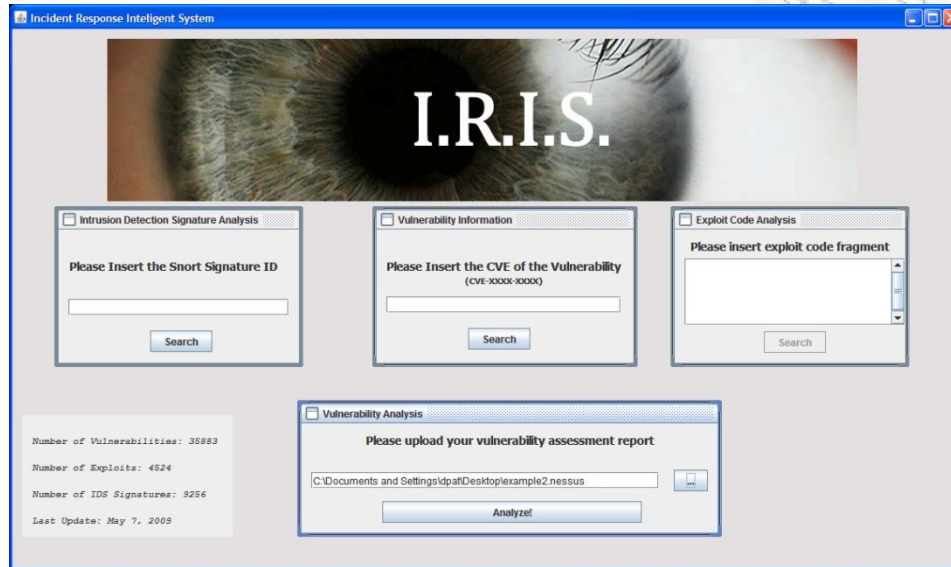 Incident Response Inteligent System
I.R.I.S.
Intrusion Detection Signature Analysis
Please Insert the Snort Signature ID
Search
Vulnerability Information
Please Insert the CVE of the Vulnerability
(CVE-XXXX-XXXX)
Search
Exploit Code Analysis
Please insert exploit code fragment
Search
Number of Vulnerabilities: 35883
Number of Exploits: 4524
Number of IDS Signatures: 9256
Last Update: May 7, 2009
Vulnerability Analysis
Please upload your vulnerability assessment report
C:\Documents and Settings\dpat\Desktop\example2.nessus
...
Analyze!